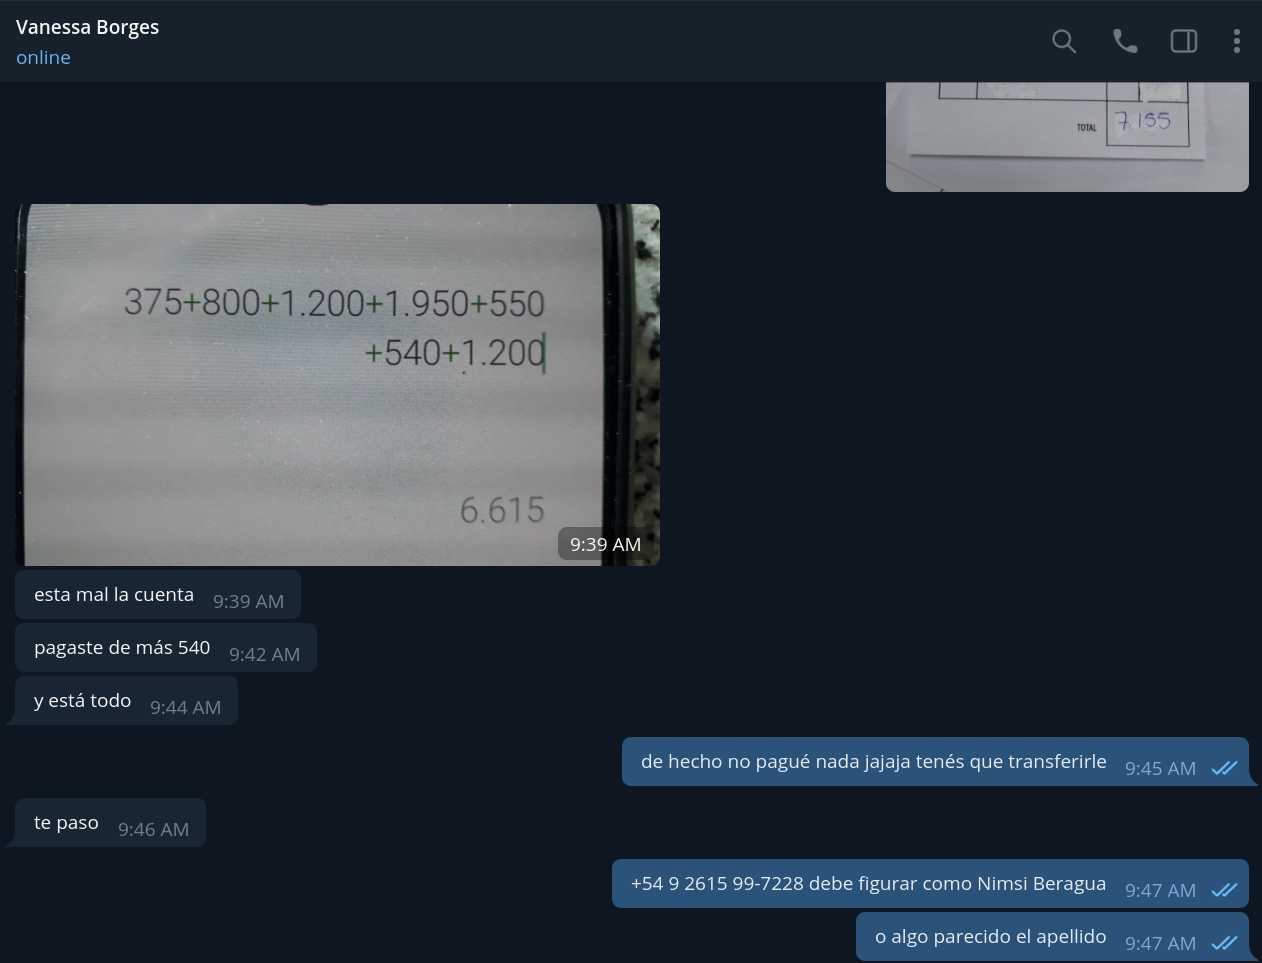 Vanessa Borges
online
TOTAL 7155
375+800+1.200+1.950+550
+540+1.200
6.615
9:39 AM
esta mal la cuenta 9:39 AM
pagaste de más 540 9:42 AM
y está todo 9:44 AM
de hecho no pagué nada jajaja tenés que transferirle 9:45 AM
te paso 9:46 AM
+54 9 2615 99-7228 debe figurar como Nimsi Beragua 9:47 AM
o algo parecido el apellido 9:47 AM